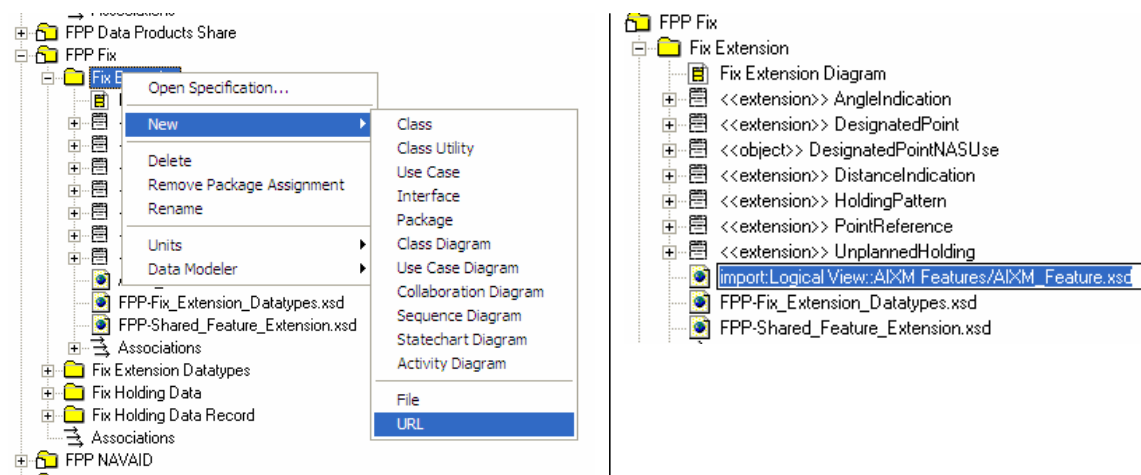 Associations
FPP Data Products Share
FPP Fix
Fix E
Open Specification...
New
Class
Class Utility
Delete
Use Case
Remove Package Assignment
Interface
Rename
Package
Class Diagram
Units
Use Case Diagram
Data Modeler
Collaboration Diagram
FPP-Fix_Extension_Datatypes.xsd
Sequence Diagram
FPP-Shared_Feature_Extension.xsd
Statechart Diagram
Associations
Activity Diagram
Fix Extension Datatypes
Fix Holding Data
File
Fix Holding Data Record
URL
Associations
FPP NAVAID
FPP Fix
Fix Extension
Fix Extension Diagram
<<extension>> AngleIndication
<<extension>> DesignatedPoint
<<object>> DesignatedPointNASUse
<<extension>> DistanceIndication
<<extension>> HoldingPattern
<<extension>> PointReference
<<extension>> UnplannedHolding
import:Logical View::AIXM Features/AIXM_Feature.xsd
FPP-Fix_Extension_Datatypes.xsd
FPP-Shared_Feature_Extension.xsd